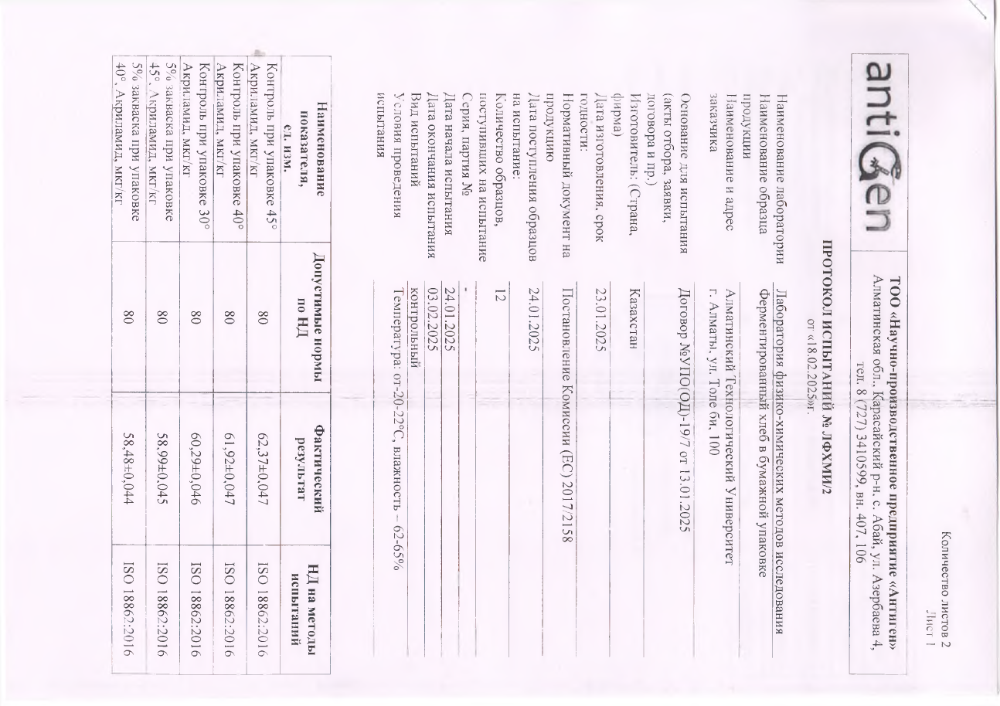 Количество листов 2
Лист 1
antiGen
ТОО «Научно-производственное предприятие «Антиген»
Алматинская обл., Карасайский р-н. с. Абай, ул. Азербаева 4,
тел. 8 (727) 3410599, вн. 407, 106
ПРОТОКОЛ ИСПЫТАНИЙ № ЛФХМИ/2
от «18.02.2025»г.
Наименование лаборатории Лаборатория физико-химических методов исследования
Наименование образца Ферментированный хлеб в бумажной упаковке
продукции
Наименование и адрес Алматинский Технологический Университет
заказчика г. Алматы, ул. Толе би, 100
Основание для испытания Договор №УПО(ОД)-19/7 от 13.01.2025
(акты отбора, заявки,
договора и пр.)
Изготовитель: (Страна, Казахстан
фирма)
Дата изготовления, срок 23.01.2025
годности:
Нормативный документ на Постановление Комиссии (ЕС) 2017/2158
продукцию
Дата поступления образцов 24.01.2025
на испытание:
Количество образцов, 12
поступивших на испытание
Серия, партия № -
Дата начала испытания 24.01.2025
Дата окончания испытания 03.02.2025
Вид испытаний контрольный
Условия проведения Температура: от-20-22°С, влажность – 62-65%
испытания
Наименование показателя, ед. изм. Допустимые нормы по НД Фактический результат НД на методы испытаний
Контроль при упаковке 45° 80 62,37±0,047 ISO 18862:2016
Акриламид, мкг/кг
Контроль при упаковке 40° 80 61,92±0,047 ISO 18862:2016
Акриламид, мкг/кг
Контроль при упаковке 30° 80 60,29±0,046 ISO 18862:2016
Акриламид, мкг/кг
5% закваска при упаковке 80 58,99±0,045 ISO 18862:2016
45°. Акриламид, мкг/кг
5% закваска при упаковке 80 58,48±0,044 ISO 18862:2016
40°. Акриламид, мкг/кг